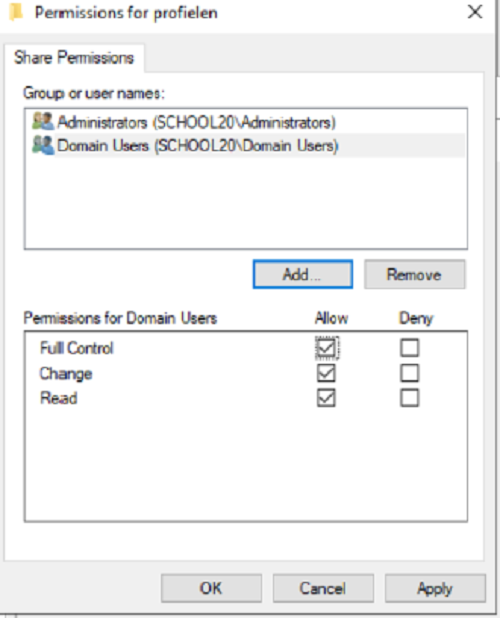 Permissions for profielen
Share Permissions
Group or user names:
Administrators (SCHOOL20\Administrators)
Domain Users (SCHOOL20\Domain Users)
Add...
Remove
Permissions for Domain Users Allow Deny
Full Control
Change
Read
OK Cancel Apply